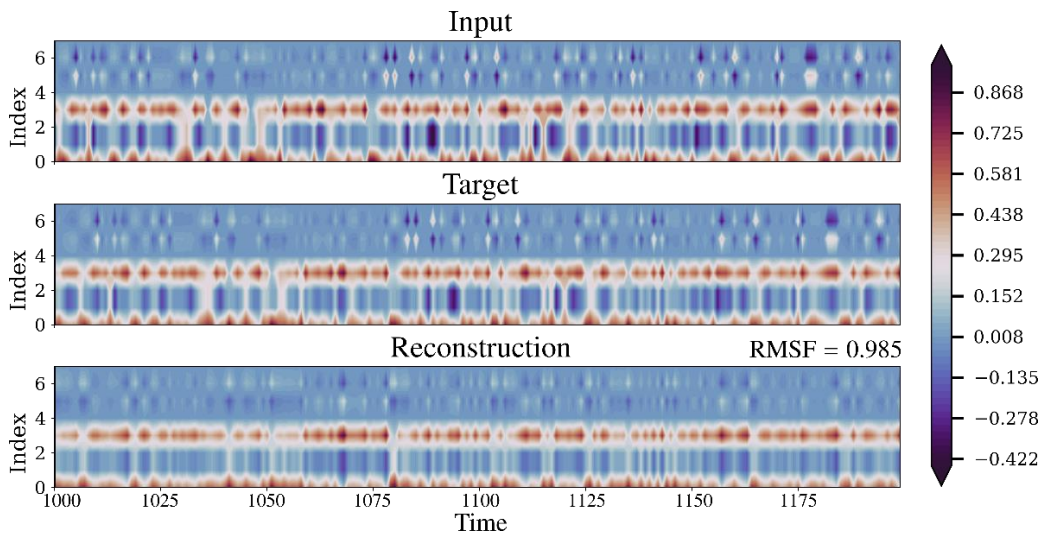 Input
6
4
2
0
Index
0.868
0.725
0.581
0.438
0.295
0.152
0.008
−0.135
−0.278
−0.422
Target
6
4
2
0
Index
Reconstruction
RMSF = 0.985
6
4
2
0
Index
1000 1025 1050 1075 1100 1125 1150 1175
Time